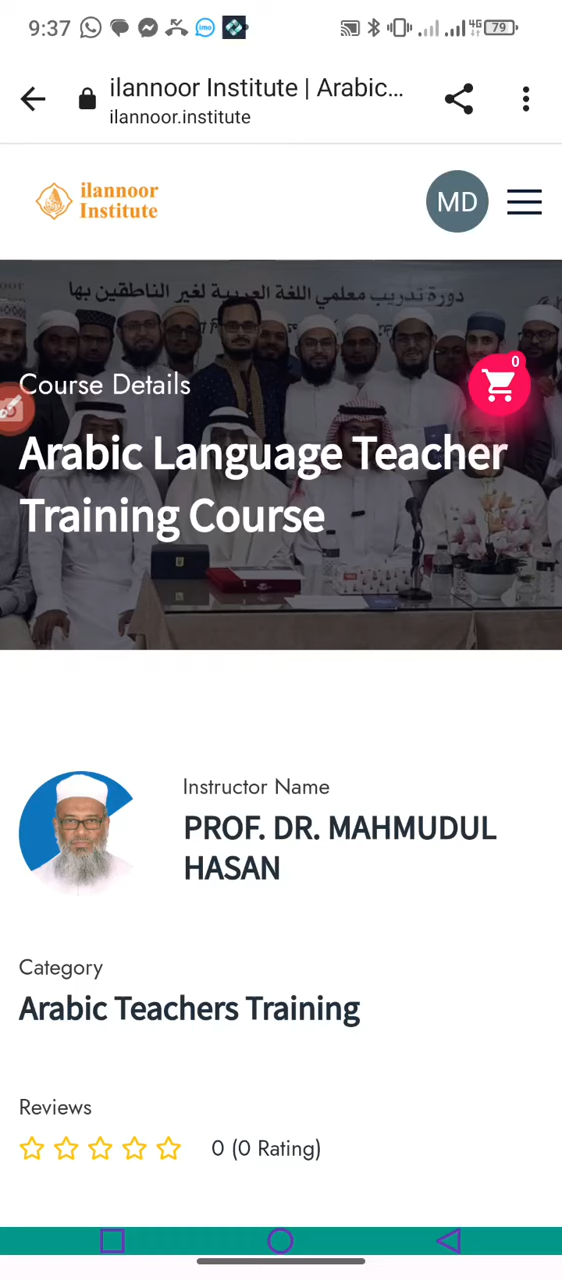 9:37
imo
4G
79
ilannoor Institute | Arabic...
ilannoor.institute
ilannoor
Institute
MD
دورة تدريب معلمي اللغة العربية لغير الناطقين بها
0
Course Details
Arabic Language Teacher
Training Course
Instructor Name
PROF. DR. MAHMUDUL
HASAN
Category
Arabic Teachers Training
Reviews
0 (0 Rating)